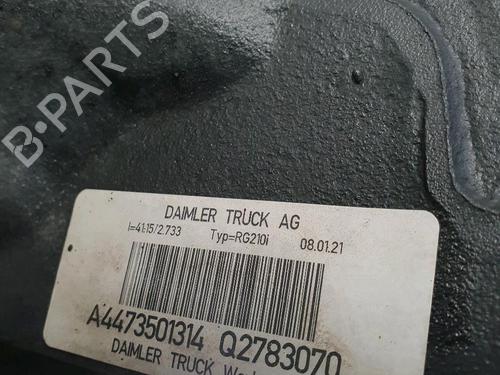 B-PARTS
DAIMLER TRUCK AG
i=41:15/2.733 Typ=RG210i 08.01.21
A4473501314 Q2783070
DAIMLER TRUCK